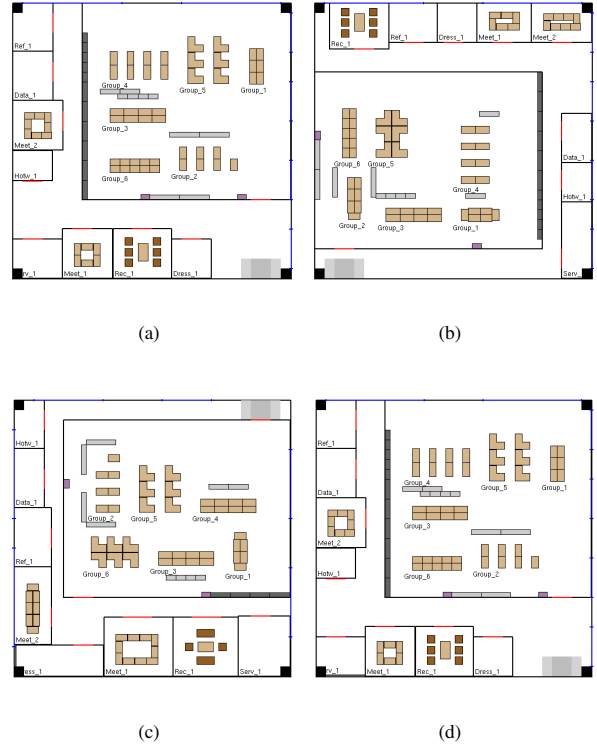 Ref_1
Data_1
Meet_2
Hotw_1
Group_4
Group_5
Group_1
Group_3
Group_6
Group_2
rv_1
Meet_1
Rec_1
Dress_1
(a)
Rec_1
Ref_1
Dress_1
Meet_1
Meet_2
Group_6
Group_5
Group_4
Group_2
Group_3
Group_1
Data_1
Hotw_1
Serv_1
(b)
Hotw_1
Data_1
Ref_1
Meet_2
Group_2
Group_5
Group_4
Group_6
Group_3
Group_1
ress_1
Meet_1
Rec_1
Serv_1
(c)
Ref_1
Data_1
Meet_2
Hotw_1
Group_4
Group_5
Group_1
Group_3
Group_6
Group_2
rv_1
Meet_1
Rec_1
Dress_1
(d)